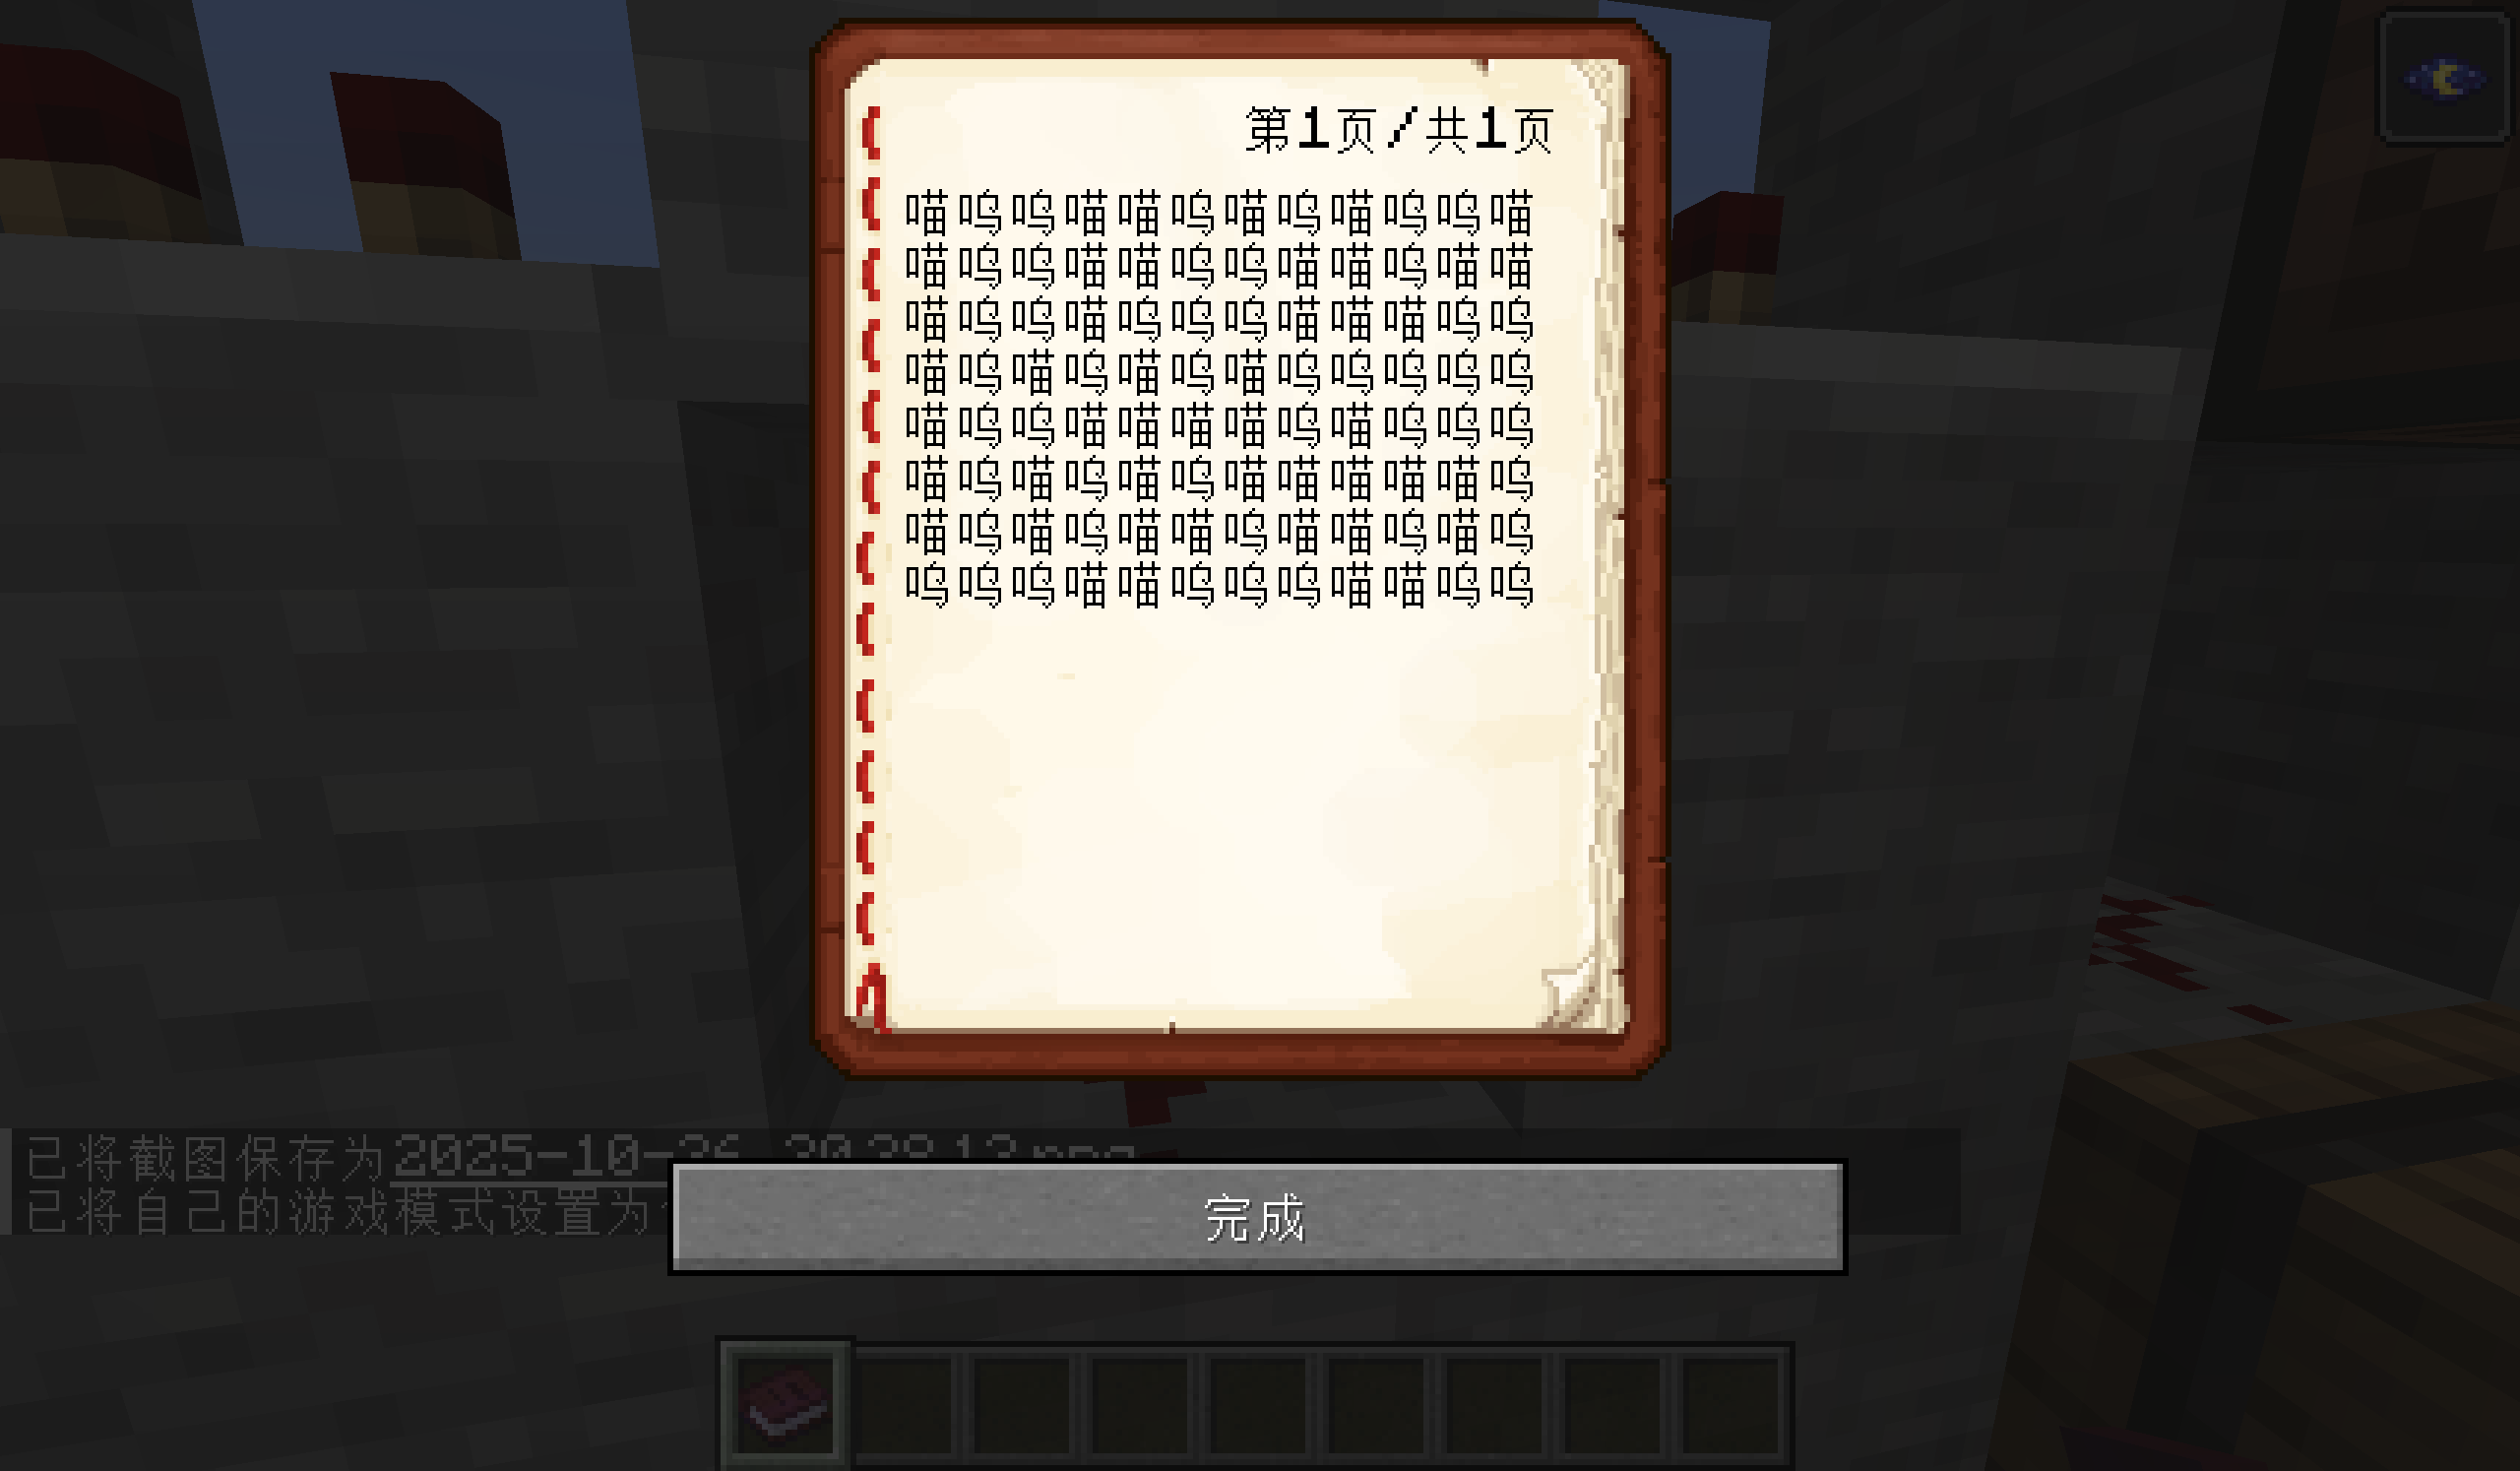 第1页/共1页
喵呜呜喵喵呜喵呜喵呜呜喵
喵呜呜喵喵呜呜喵喵呜喵喵
喵呜呜喵呜呜呜喵喵喵呜呜
喵呜喵呜喵呜喵呜呜呜呜呜
喵呜呜喵喵喵喵呜喵呜呜呜
喵呜喵呜喵呜喵喵喵喵喵呜
喵呜喵呜喵喵呜喵喵呜喵呜
呜呜呜喵喵呜呜呜喵喵呜呜
已将截图保存为2025-10-26
已将自己的游戏模式设置为
完成